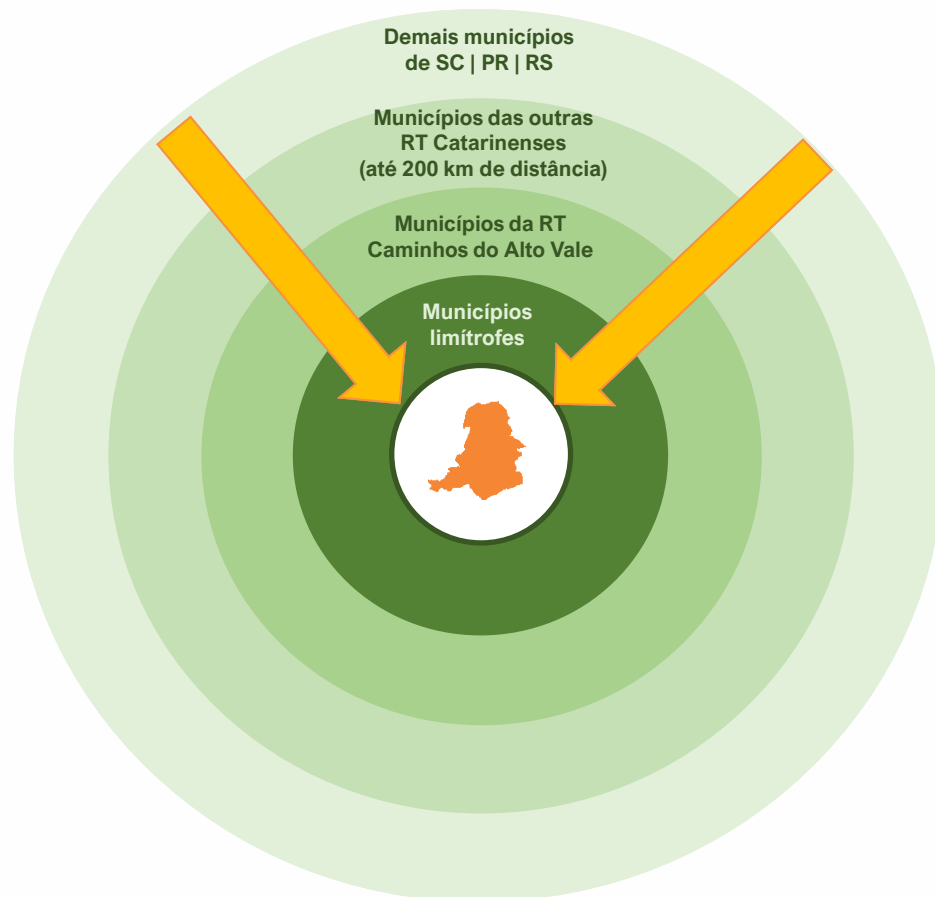 Demais municípios
de SC | PR | RS
Municípios das outras
RT Catarinenses
(até 200 km de distância)
Municípios da RT
Caminhos do Alto Vale
Municípios
limítrofes